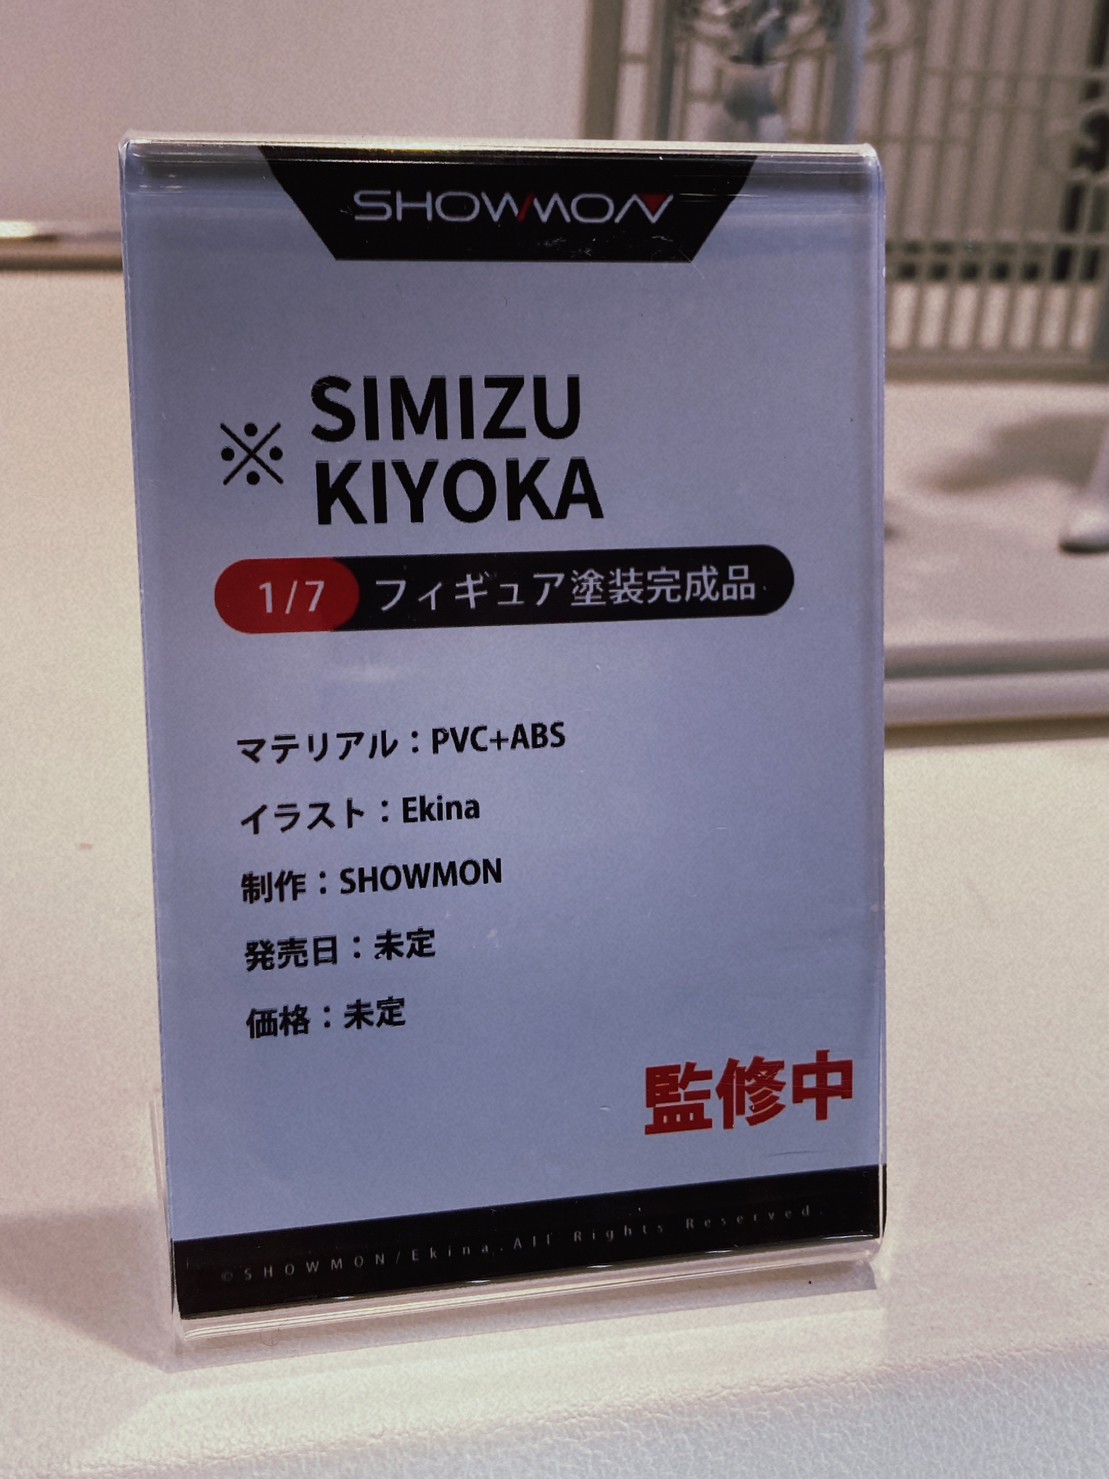 SHOWMON
※ SIMIZU
KIYOKA
1/7 フィギュア塗装完成品
マテリアル：PVC+ABS
イラスト：Ekina
制作：SHOWMON
発売日：未定
価格：未定
監修中
©SHOWMON/Ekina.All Rights Reserved.